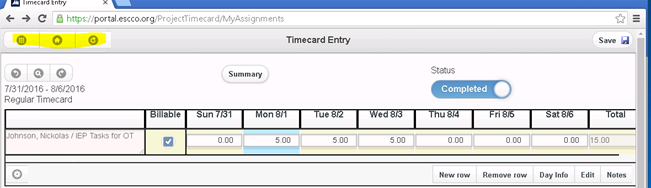 Timecard Entry
https://portal.escco.org/ProjectTimecard/MyAssignments
Timecard Entry
Save
Summary
Status
Completed
7/31/2016 - 8/6/2016
Regular Timecard
Billable Sun 7/31 Mon 8/1 Tue 8/2 Wed 8/3 Thu 8/4 Fri 8/5 Sat 8/6 Total
Johnson, Nickolas / IEP Tasks for OT 0.00 5.00 5.00 5.00 0.00 0.00 0.00 15.00
New row Remove row Day Info Edit Notes